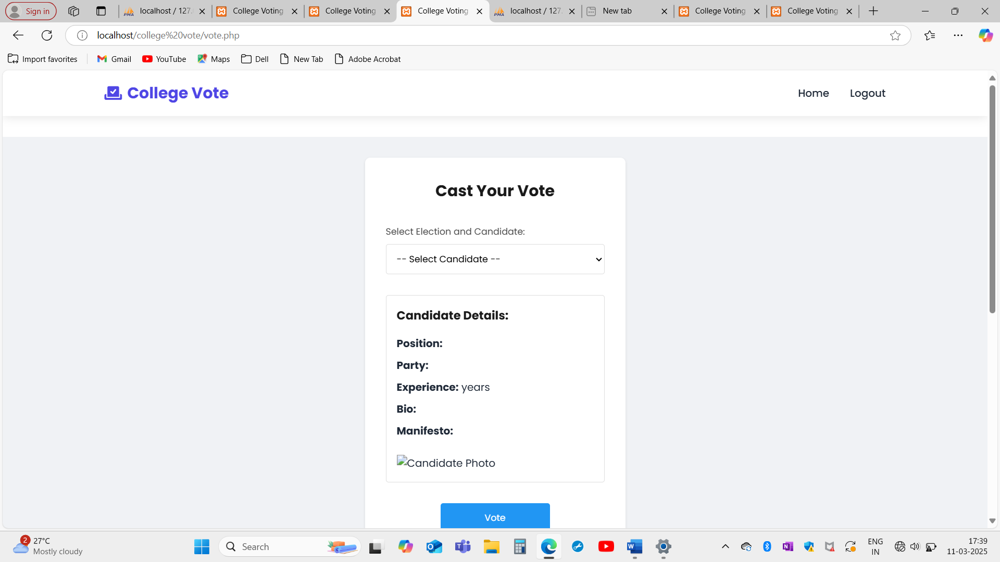 Sign in
localhost / 127.
College Voting
College Voting
College Voting
localhost / 127.
New tab
College Voting
College Voting
localhost/college%20vote/vote.php
Import favorites
Gmail
YouTube
Maps
Dell
New Tab
Adobe Acrobat
College Vote
Home
Logout
Cast Your Vote
Select Election and Candidate:
-- Select Candidate --
Candidate Details:
Position:
Party:
Experience: years
Bio:
Manifesto:
Candidate Photo
Vote
2
27°C
Mostly cloudy
Search
ENG
IN
17:39
11-03-2025